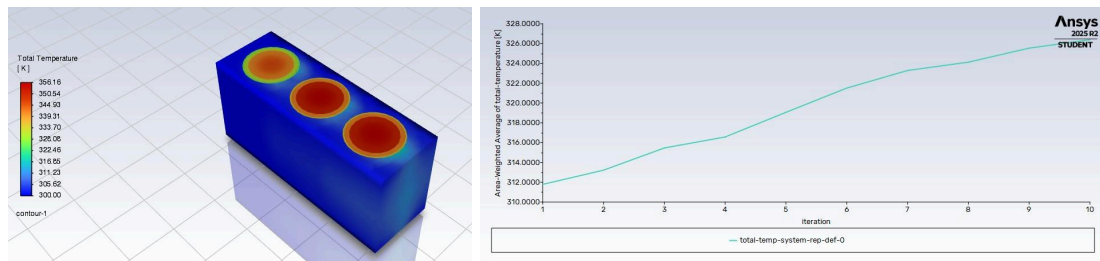 Total Temperature
[ K ]
356.16
350.54
344.93
339.31
333.70
328.08
322.46
316.85
311.23
305.62
300.00
contour-1
Ansys
2025 R2
STUDENT
Area-Weighted Average of total-temperature [K]
328.0000
326.0000
324.0000
322.0000
320.0000
318.0000
316.0000
314.0000
312.0000
310.0000
1 2 3 4 5 6 7 8 9 10
iteration
total-temp-system-rep-def-0